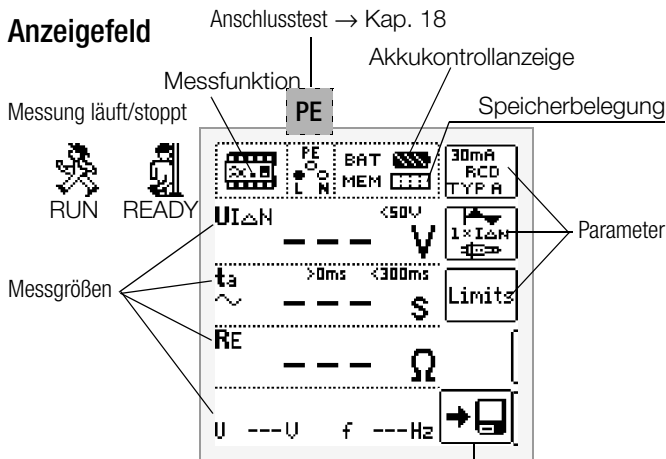 Anzeigefeld
Anschlusstest → Kap. 18
Akkukontrollanzeige
Messfunktion
Speicherbelegung
Messung läuft/stoppt
PE
RUN
READY
PE
L N
BAT
MEM
30mA
RCD
TYP A
UI∆N
<50V
--- V
1×I∆N
Parameter
Messgrößen
ta
>0ms <300ms
~ --- s
Limits
RE
--- Ω
U ---V f ---Hz